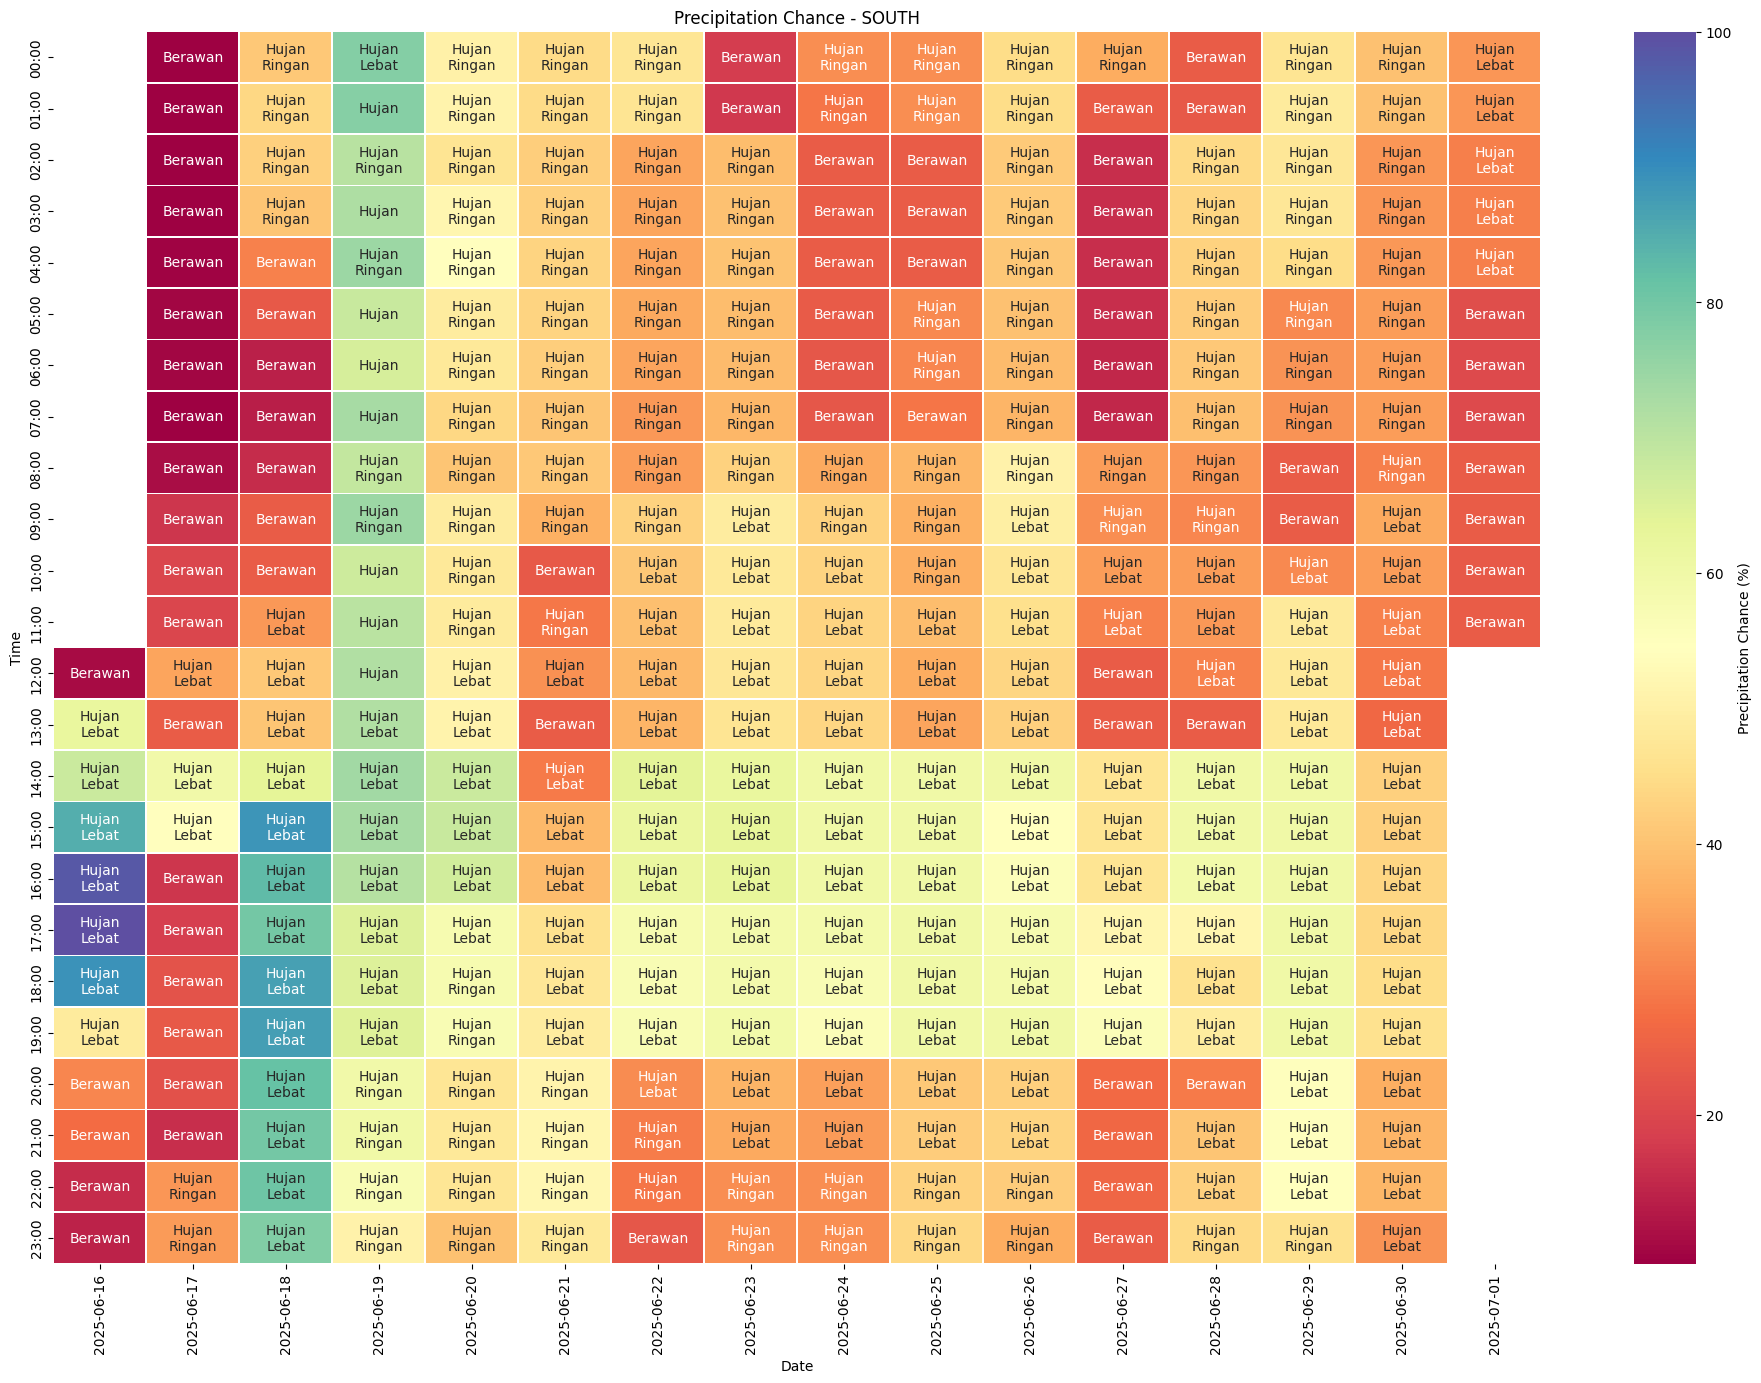 Precipitation Chance - SOUTH
00:00 Berawan Hujan Ringan Hujan Lebat Hujan Ringan Hujan Ringan Hujan Ringan Berawan Hujan Ringan Hujan Ringan Hujan Ringan Hujan Ringan Berawan Hujan Ringan Hujan Ringan Hujan Lebat
01:00 Berawan Hujan Ringan Hujan Hujan Ringan Hujan Ringan Hujan Ringan Berawan Hujan Ringan Hujan Ringan Hujan Ringan Berawan Berawan Hujan Ringan Hujan Ringan Hujan Lebat
02:00 Berawan Hujan Ringan Hujan Ringan Hujan Ringan Hujan Ringan Hujan Ringan Hujan Ringan Berawan Berawan Hujan Ringan Berawan Hujan Ringan Hujan Ringan Hujan Ringan Hujan Lebat
03:00 Berawan Hujan Ringan Hujan Hujan Ringan Hujan Ringan Hujan Ringan Hujan Ringan Berawan Berawan Hujan Ringan Berawan Hujan Ringan Hujan Ringan Hujan Ringan Hujan Lebat
04:00 Berawan Berawan Hujan Ringan Hujan Ringan Hujan Ringan Hujan Ringan Hujan Ringan Berawan Berawan Hujan Ringan Berawan Hujan Ringan Hujan Ringan Hujan Ringan Hujan Lebat
05:00 Berawan Berawan Hujan Hujan Ringan Hujan Ringan Hujan Ringan Hujan Ringan Berawan Hujan Ringan Hujan Ringan Berawan Hujan Ringan Hujan Ringan Hujan Ringan Berawan
06:00 Berawan Berawan Hujan Hujan Ringan Hujan Ringan Hujan Ringan Hujan Ringan Berawan Hujan Ringan Hujan Ringan Berawan Hujan Ringan Hujan Ringan Hujan Ringan Berawan
07:00 Berawan Berawan Hujan Hujan Ringan Hujan Ringan Hujan Ringan Hujan Ringan Berawan Berawan Hujan Ringan Berawan Hujan Ringan Hujan Ringan Hujan Ringan Berawan
08:00 Berawan Berawan Hujan Ringan Hujan Ringan Hujan Ringan Hujan Ringan Hujan Ringan Hujan Ringan Hujan Ringan Hujan Ringan Hujan Ringan Hujan Ringan Berawan Hujan Ringan Berawan
09:00 Berawan Berawan Hujan Ringan Hujan Ringan Hujan Ringan Hujan Ringan Hujan Lebat Hujan Ringan Hujan Ringan Hujan Lebat Hujan Ringan Hujan Ringan Berawan Hujan Lebat Berawan
10:00 Berawan Berawan Hujan Hujan Ringan Berawan Hujan Lebat Hujan Lebat Hujan Lebat Hujan Ringan Hujan Lebat Hujan Lebat Hujan Lebat Hujan Lebat Hujan Lebat Berawan
11:00 Berawan Hujan Lebat Hujan Hujan Ringan Hujan Ringan Hujan Lebat Hujan Lebat Hujan Lebat Hujan Lebat Hujan Lebat Hujan Lebat Hujan Lebat Hujan Lebat Hujan Lebat Berawan
12:00 Berawan Hujan Lebat Hujan Lebat Hujan Hujan Lebat Hujan Lebat Hujan Lebat Hujan Lebat Hujan Lebat Hujan Lebat Hujan Lebat Berawan Hujan Lebat Hujan Lebat Hujan Lebat
13:00 Hujan Lebat Berawan Hujan Lebat Hujan Lebat Hujan Lebat Berawan Hujan Lebat Hujan Lebat Hujan Lebat Hujan Lebat Hujan Lebat Berawan Berawan Hujan Lebat Hujan Lebat
14:00 Hujan Lebat Hujan Lebat Hujan Lebat Hujan Lebat Hujan Lebat Hujan Lebat Hujan Lebat Hujan Lebat Hujan Lebat Hujan Lebat Hujan Lebat Hujan Lebat Hujan Lebat Hujan Lebat Hujan Lebat
15:00 Hujan Lebat Hujan Lebat Hujan Lebat Hujan Lebat Hujan Lebat Hujan Lebat Hujan Lebat Hujan Lebat Hujan Lebat Hujan Lebat Hujan Lebat Hujan Lebat Hujan Lebat Hujan Lebat Hujan Lebat
16:00 Hujan Lebat Berawan Hujan Lebat Hujan Lebat Hujan Lebat Hujan Lebat Hujan Lebat Hujan Lebat Hujan Lebat Hujan Lebat Hujan Lebat Hujan Lebat Hujan Lebat Hujan Lebat Hujan Lebat
17:00 Hujan Lebat Berawan Hujan Lebat Hujan Lebat Hujan Lebat Hujan Lebat Hujan Lebat Hujan Lebat Hujan Lebat Hujan Lebat Hujan Lebat Hujan Lebat Hujan Lebat Hujan Lebat Hujan Lebat
18:00 Hujan Lebat Berawan Hujan Lebat Hujan Lebat Hujan Ringan Hujan Lebat Hujan Lebat Hujan Lebat Hujan Lebat Hujan Lebat Hujan Lebat Hujan Lebat Hujan Lebat Hujan Lebat Hujan Lebat
19:00 Hujan Lebat Berawan Hujan Lebat Hujan Lebat Hujan Ringan Hujan Lebat Hujan Lebat Hujan Lebat Hujan Lebat Hujan Lebat Hujan Lebat Hujan Lebat Hujan Lebat Hujan Lebat Hujan Lebat
20:00 Berawan Berawan Hujan Lebat Hujan Ringan Hujan Ringan Hujan Ringan Hujan Lebat Hujan Lebat Hujan Lebat Hujan Lebat Hujan Lebat Berawan Berawan Hujan Lebat Hujan Lebat
21:00 Berawan Berawan Hujan Lebat Hujan Ringan Hujan Ringan Hujan Ringan Hujan Ringan Hujan Lebat Hujan Lebat Hujan Lebat Hujan Lebat Berawan Hujan Lebat Hujan Lebat Hujan Lebat
22:00 Berawan Hujan Ringan Hujan Lebat Hujan Ringan Hujan Ringan Hujan Ringan Hujan Ringan Hujan Ringan Hujan Ringan Hujan Ringan Hujan Ringan Berawan Hujan Lebat Hujan Lebat Hujan Lebat
23:00 Berawan Hujan Ringan Hujan Lebat Hujan Ringan Hujan Ringan Hujan Ringan Berawan Hujan Ringan Hujan Ringan Hujan Ringan Hujan Ringan Berawan Hujan Ringan Hujan Ringan Hujan Lebat
Time
2025-06-16
2025-06-17
2025-06-18
2025-06-19
2025-06-20
2025-06-21
2025-06-22
2025-06-23
2025-06-24
2025-06-25
2025-06-26
2025-06-27
2025-06-28
2025-06-29
2025-06-30
2025-07-01
Date
100
80
60
40
20
Precipitation Chance (%)